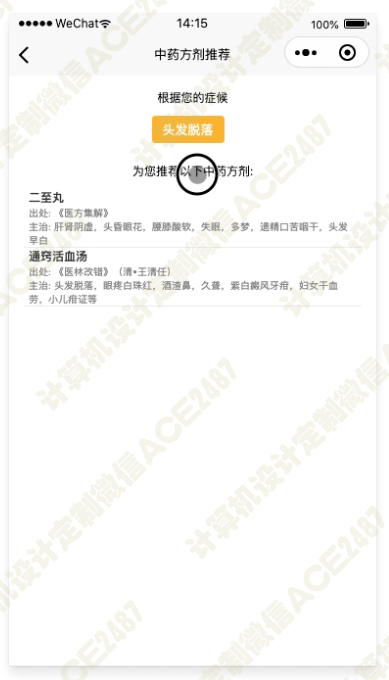 WeChat
14:15
100%
中药方剂推荐
根据您的症候
头发脱落
为您推荐以下中药方剂:
二至丸
出处: 《医方集解》
主治: 肝肾阴虚，头昏眼花，腰膝酸软，失眠，多梦，遗精口苦咽干，头发
早白
通窍活血汤
出处: 《医林改错》（清•王清任）
主治: 头发脱落，眼疼白珠红，酒渣鼻，久聋，紫白癜风牙疳，妇女干血
劳，小儿疳证等
计算机设计定制微信ACE2487